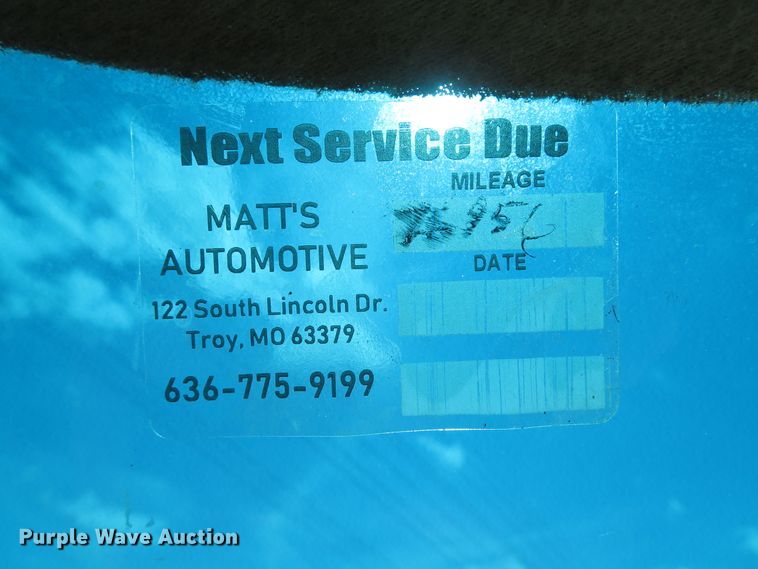 Next Service Due
MILEAGE
MATT'S
AUTOMOTIVE
DATE
122 South Lincoln Dr.
Troy, MO 63379
636-775-9199
Purple Wave Auction